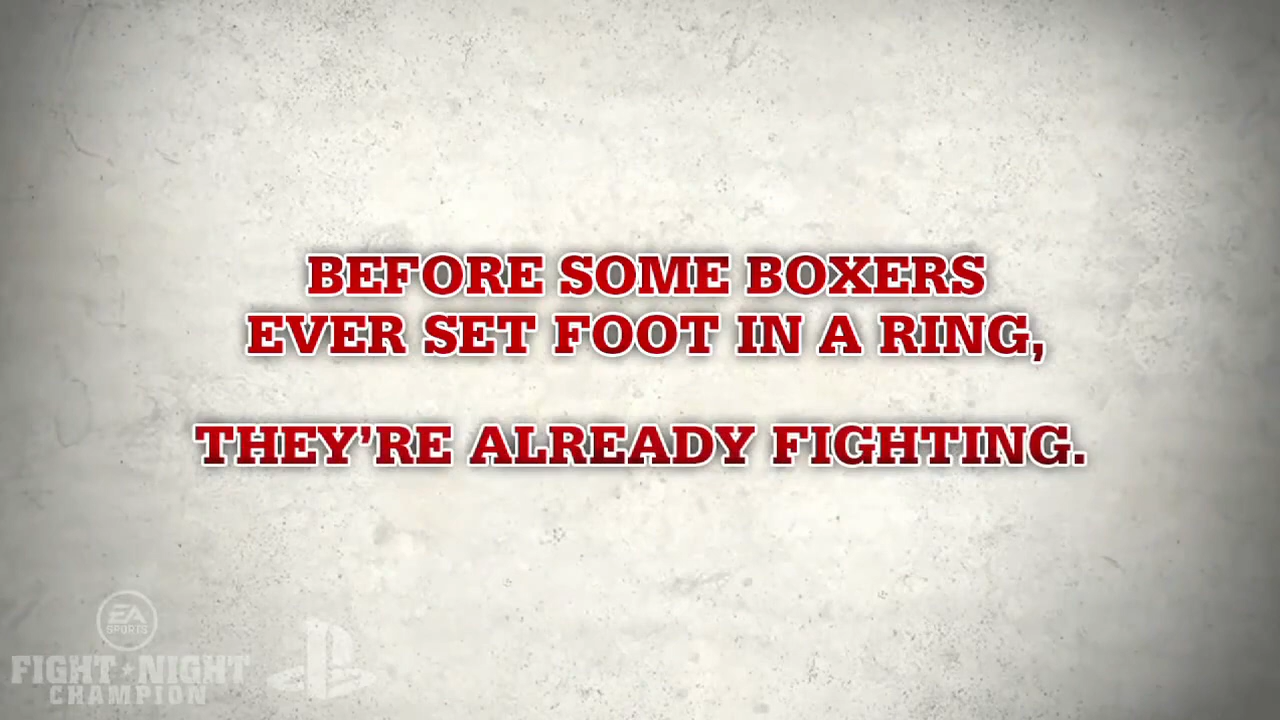 BEFORE SOME BOXERS
EVER SET FOOT IN A RING,
THEY'RE ALREADY FIGHTING.
EA
SPORTS
FIGHT★NIGHT
CHAMPION